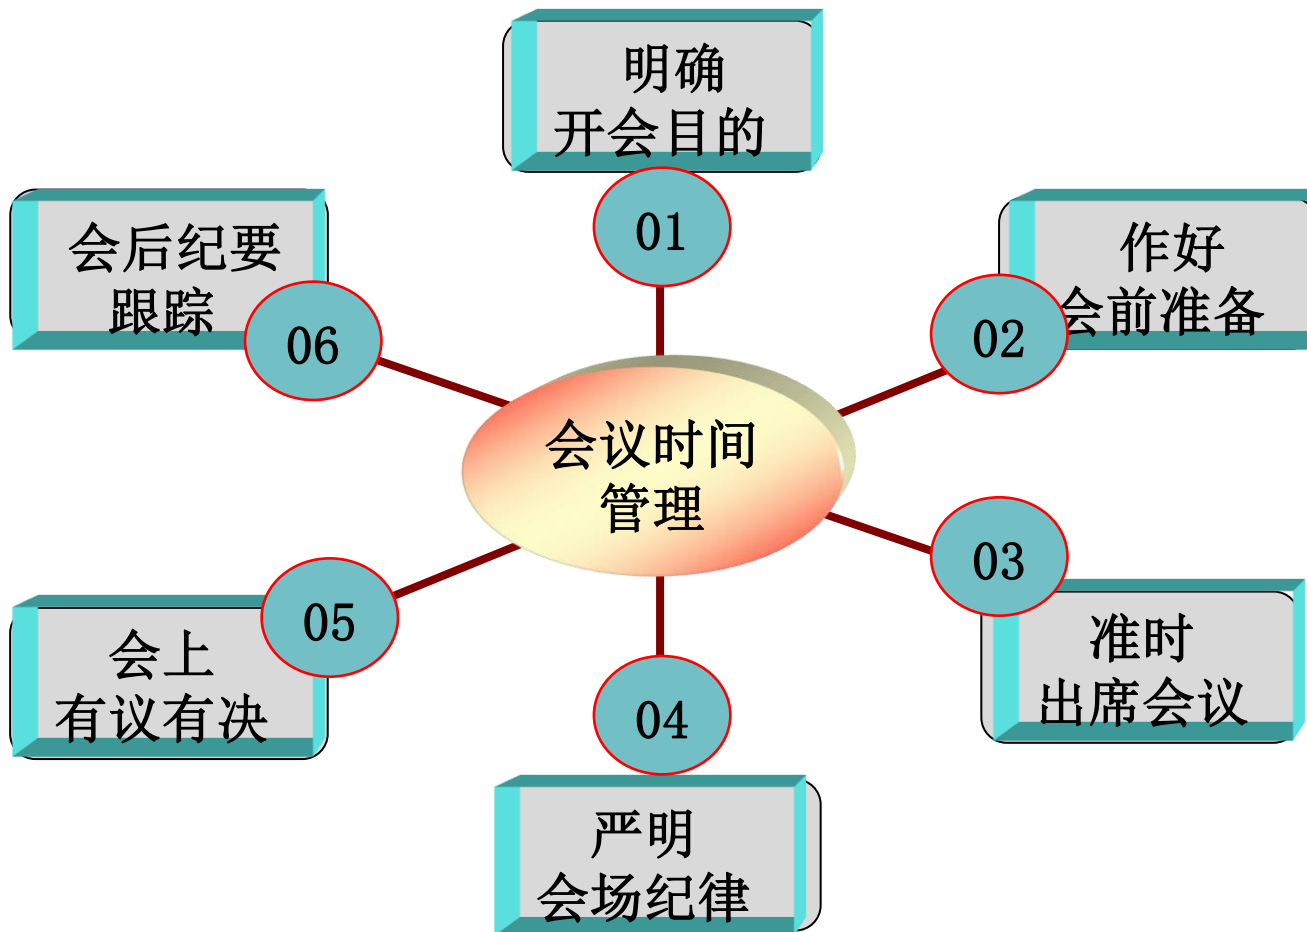 明确
开会目的
01
作好
会前准备
02
03
准时
出席会议
04
严明
会场纪律
05
会上
有议有决
06
会后纪要
跟踪
会议时间
管理